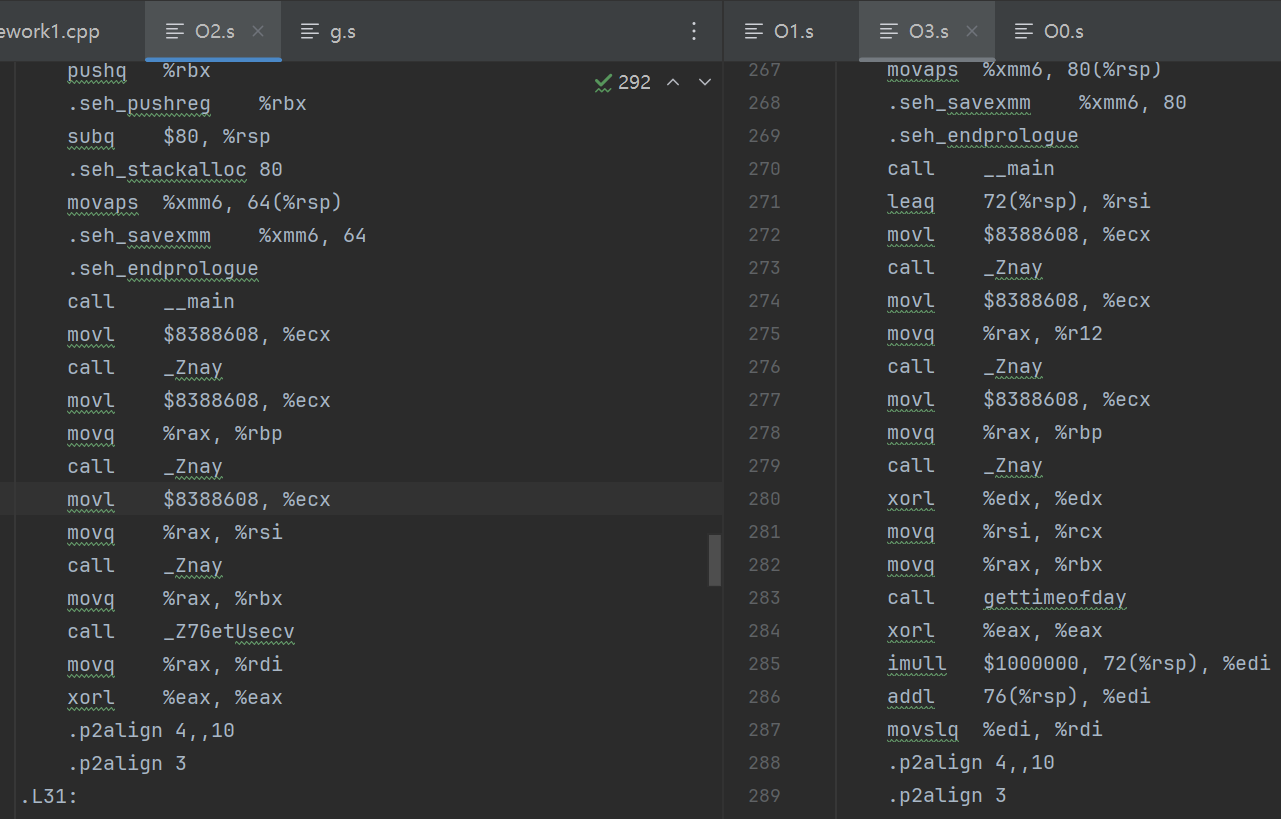 ework1.cpp O2.s g.s
pushq %rbx
292
.seh_pushreg %rbx
subq $80, %rsp
.seh_stackalloc 80
movaps %xmm6, 64(%rsp)
.seh_savexmm %xmm6, 64
.seh_endprologue
call __main
movl $8388608, %ecx
call _Znay
movl $8388608, %ecx
movq %rax, %rbp
call _Znay
movl $8388608, %ecx
movq %rax, %rsi
call _Znay
movq %rax, %rbx
call _Z7GetUsecv
movq %rax, %rdi
xorl %eax, %eax
.p2align 4,,10
.p2align 3
.L31:
O1.s O3.s O0.s
267 movaps %xmm6, 80(%rsp)
268 .seh_savexmm %xmm6, 80
269 .seh_endprologue
270 call __main
271 leaq 72(%rsp), %rsi
272 movl $8388608, %ecx
273 call _Znay
274 movl $8388608, %ecx
275 movq %rax, %r12
276 call _Znay
277 movl $8388608, %ecx
278 movq %rax, %rbp
279 call _Znay
280 xorl %edx, %edx
281 movq %rsi, %rcx
282 movq %rax, %rbx
283 call gettimeofday
284 xorl %eax, %eax
285 imull $1000000, 72(%rsp), %edi
286 addl 76(%rsp), %edi
287 movslq %edi, %rdi
288 .p2align 4,,10
289 .p2align 3